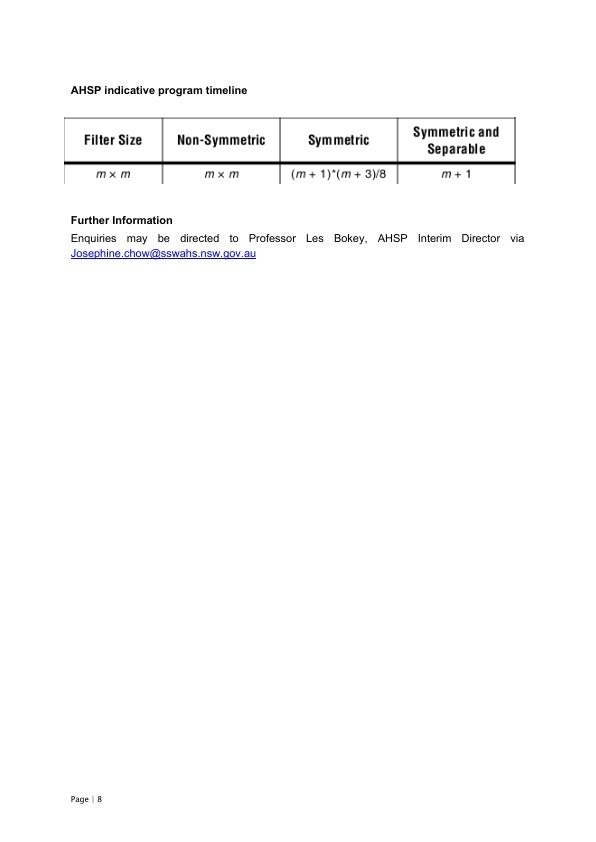 AHSP indicative program timeline
Filter Size Non-Symmetric Symmetric Symmetric and Separable
m × m m × m (m + 1)*(m + 3)/8 m + 1
Further Information
Enquiries may be directed to Professor Les Bokey, AHSP Interim Director via
Josephine.chow@sswahs.nsw.gov.au
Page | 8